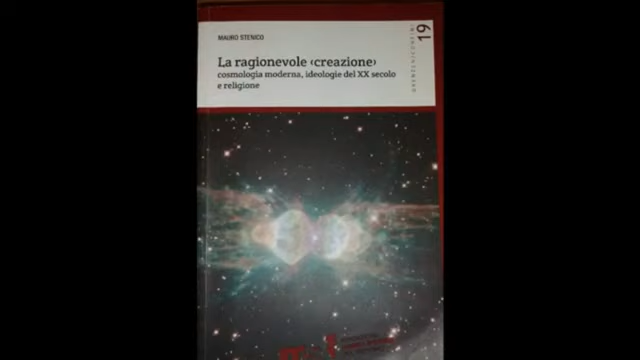 MAURO STENICO
La ragionevole ‹creazione›
cosmologia moderna, ideologie del XX secolo
e religione
19